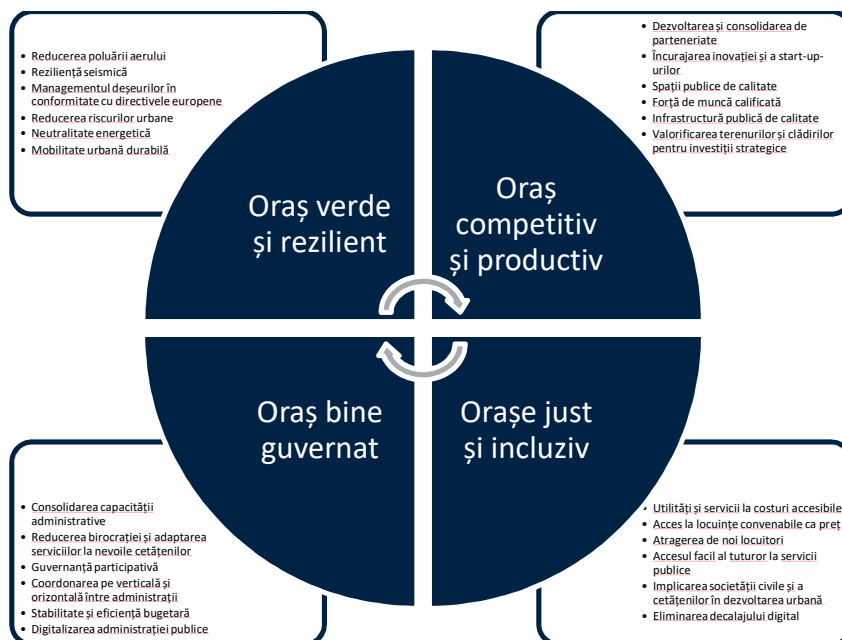 • Reducerea poluării aerului
• Reziliență seismică
• Managementul deșeurilor în
conformitate cu directivele europene
• Reducerea riscurilor urbane
• Neutralitate energetică
• Mobilitate urbană durabilă
• Dezvoltarea și consolidarea de
parteneriate
• Încurajarea inovației și a start-up-
urilor
• Spații publice de calitate
• Forță de muncă calificată
• Infrastructură publică de calitate
• Valorificarea terenurilor și clădirilor
pentru investiții strategice
Oraș verde
și rezilient
Oraș
competitiv
și productiv
Oraș bine
guvernat
Orașe just
și incluziv
• Consolidarea capacității
administrative
• Reducerea birocrației și adaptarea
serviciilor la nevoile cetățenilor
• Guvernanță participativă
• Coordonarea pe verticală și
orizontală între administrații
• Stabilitate și eficiență bugetară
• Digitalizarea administrației publice
• Utilități și servicii la costuri accesibile
• Acces la locuințe convenabile ca preț
• Atragerea de noi locuitori
• Accesul facil al tuturor la servicii
publice
• Implicarea societății civile și a
cetățenilor în dezvoltarea urbană
• Eliminarea decalajului digital